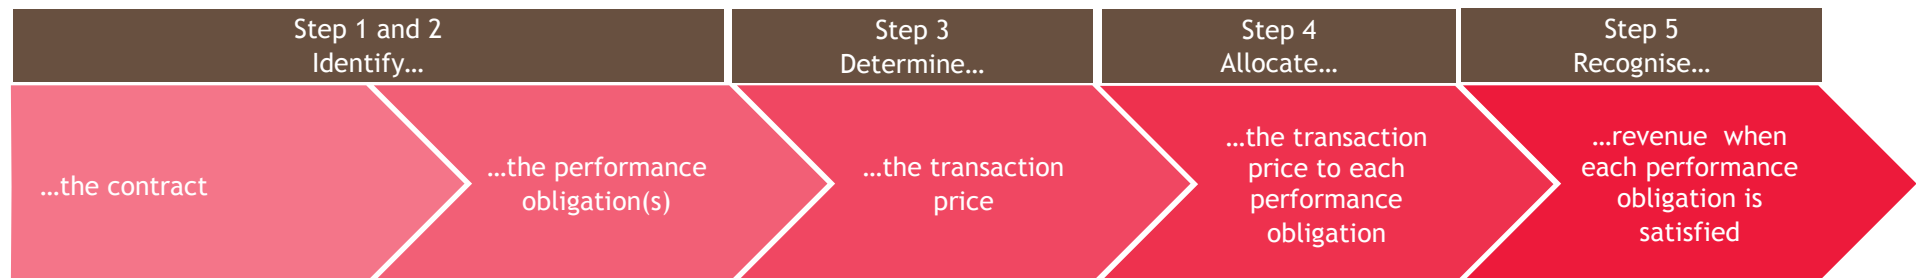 Step 1 and 2
Identify…
Step 3
Determine…
Step 4
Allocate…
Step 5
Recognise…
…the contract
…the performance
obligation(s)
…the transaction
price
…the transaction
price to each
performance
obligation
…revenue when
each performance
obligation is
satisfied